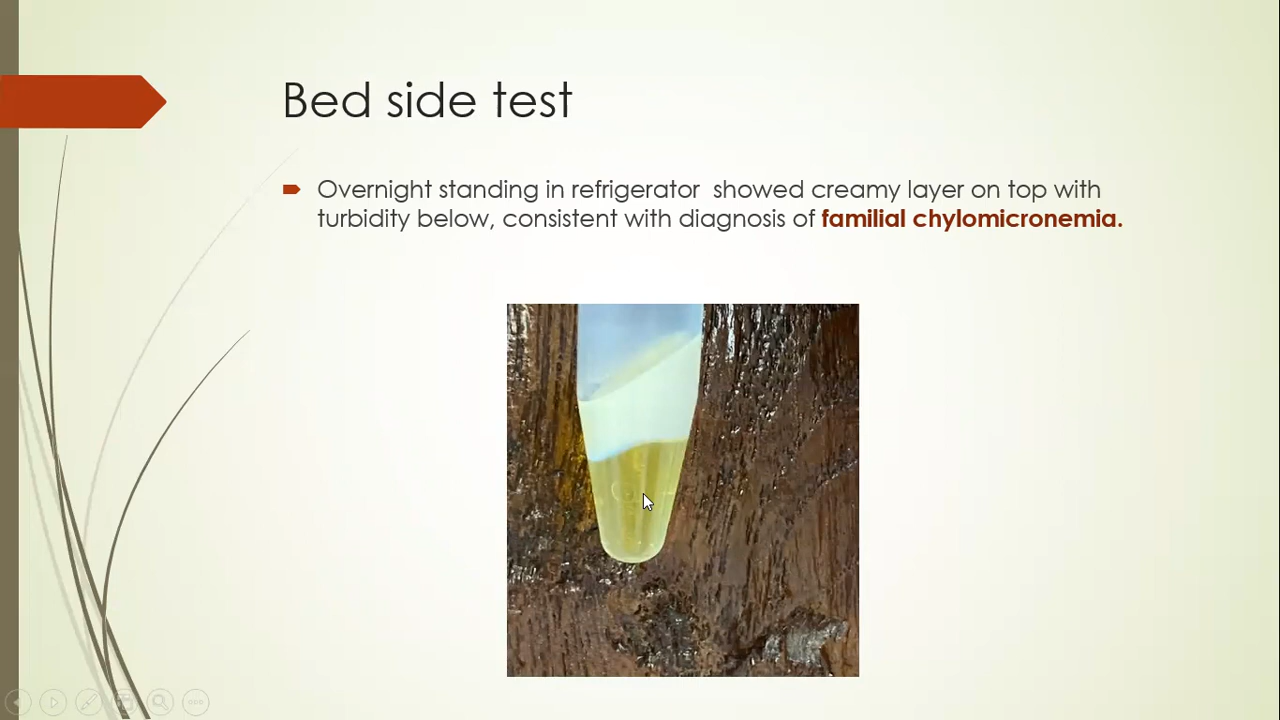 Bed side test
Overnight standing in refrigerator showed creamy layer on top with
turbidity below, consistent with diagnosis of familial chylomicronemia.